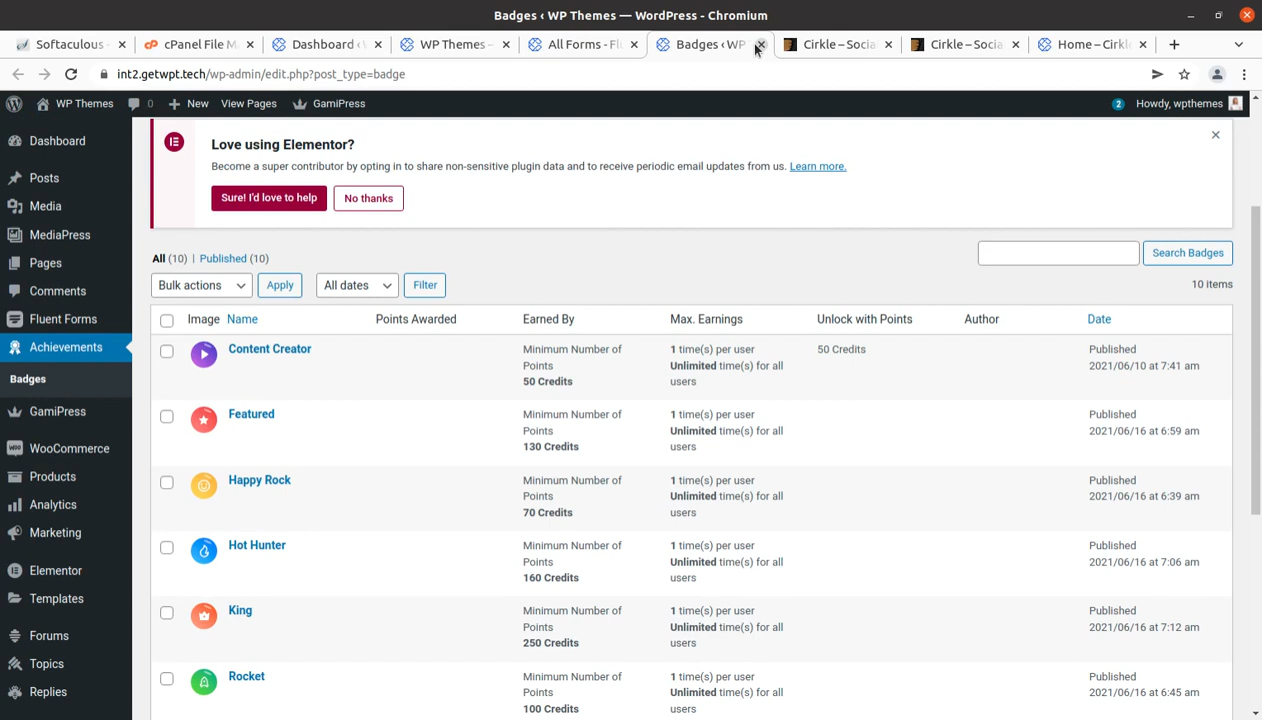 Badges ‹ WP Themes — WordPress - Chromium
Softaculous -
cPanel File M
Dashboard ‹
WP Themes –
All Forms - Fl
Badges ‹ WP
Cirkle – Socia
Cirkle – Socia
Home – Cirkl
int2.getwpt.tech/wp-admin/edit.php?post_type=badge
WP Themes
0
New
View Pages
GamiPress
2
Howdy, wpthemes
Dashboard
Posts
Media
MediaPress
Pages
Comments
Fluent Forms
Achievements
Badges
GamiPress
WooCommerce
Products
Analytics
Marketing
Elementor
Templates
Forums
Topics
Replies
Love using Elementor?
Become a super contributor by opting in to share non-sensitive plugin data and to receive periodic email updates from us. Learn more.
Sure! I'd love to help
No thanks
All (10) | Published (10)
Search Badges
Bulk actions
Apply
All dates
Filter
10 items
Image Name Points Awarded Earned By Max. Earnings Unlock with Points Author Date
Content Creator
Minimum Number of
Points
50 Credits
1 time(s) per user
Unlimited time(s) for all
users
50 Credits
Published
2021/06/10 at 7:41 am
Featured
Minimum Number of
Points
130 Credits
1 time(s) per user
Unlimited time(s) for all
users
Published
2021/06/16 at 6:59 am
Happy Rock
Minimum Number of
Points
70 Credits
1 time(s) per user
Unlimited time(s) for all
users
Published
2021/06/16 at 6:39 am
Hot Hunter
Minimum Number of
Points
160 Credits
1 time(s) per user
Unlimited time(s) for all
users
Published
2021/06/16 at 7:06 am
King
Minimum Number of
Points
250 Credits
1 time(s) per user
Unlimited time(s) for all
users
Published
2021/06/16 at 7:12 am
Rocket
Minimum Number of
Points
100 Credits
1 time(s) per user
Unlimited time(s) for all
users
Published
2021/06/16 at 6:45 am